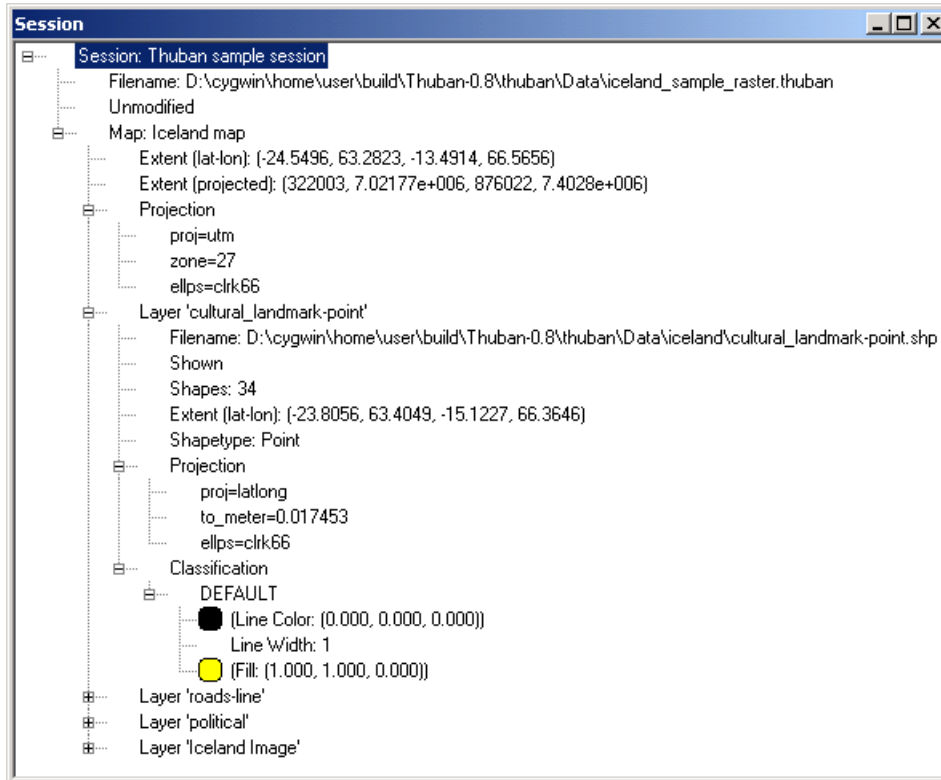 Session
Session: Thuban sample session
Filename: D:\cygwin\home\user\build\Thuban-0.8\thuban\Data\iceland_sample_raster.thuban
Unmodified
Map: Iceland map
Extent (lat-lon): (-24.5496, 63.2823, -13.4914, 66.5656)
Extent (projected): (322003, 7.02177e+006, 876022, 7.4028e+006)
Projection
proj=utm
zone=27
ellps=clrk66
Layer 'cultural_landmark-point'
Filename: D:\cygwin\home\user\build\Thuban-0.8\thuban\Data\iceland\cultural_landmark-point.shp
Shown
Shapes: 34
Extent (lat-lon): (-23.8056, 63.4049, -15.1227, 66.3646)
Shapetype: Point
Projection
proj=latlong
to_meter=0.017453
ellps=clrk66
Classification
DEFAULT
(Line Color: (0.000, 0.000, 0.000))
Line Width: 1
(Fill: (1.000, 1.000, 0.000))
Layer 'roads-line'
Layer 'political'
Layer 'Iceland Image'